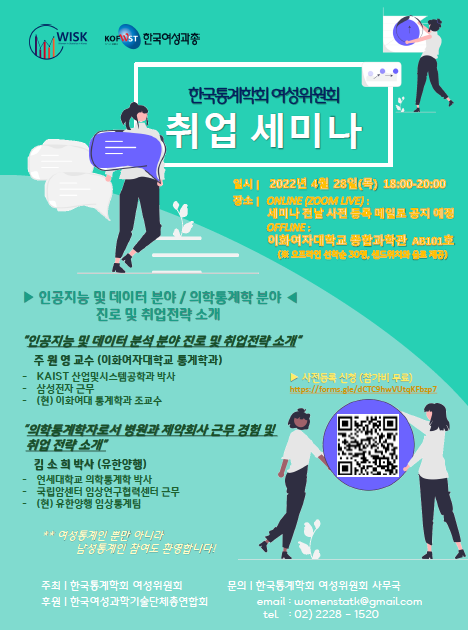 WISK
KOFWST 한국여성과총
한국통계학회 여성위원회
취업 세미나
일시 | 2022년 4월 28일(목) 18:00-20:00
장소 | ONLINE (ZOOM LIVE) :
세미나 전날 사전 등록 메일로 공지 예정
OFFLINE :
이화여자대학교 종합과학관 A8101호
(※ 오프라인 선착순 30명, 샌드위치와 음료 제공)
▶ 인공지능 및 데이터 분야 / 의학통계학 분야 ◀
진로 및 취업전략 소개
"인공지능 및 데이터 분석 분야 진로 및 취업전략 소개"
주 원 영 교수 (이화여자대학교 통계학과)
- KAIST 산업및시스템공학과 박사
- 삼성전자 근무
- (현) 이화여대 통계학과 조교수
▶ 사전등록 신청 (참가비 무료)
https://forms.gle/dCTC9hwVUtqKFbzp7
"의학통계학자로서 병원과 제약회사 근무 경험 및
취업 전략 소개"
김 소 희 박사 (유한양행)
- 연세대학교 의학통계학 박사
- 국립암센터 임상연구협력센터 근무
- (현) 유한양행 임상통계팀
** 여성통계인 뿐만 아니라
남성통계인 참여도 환영합니다!
주최 | 한국통계학회 여성위원회
후원 | 한국여성과학기술단체총연합회
문의 | 한국통계학회 여성위원회 사무국
email : womenstatk@gmail.com
tel : 02) 2228 - 1520